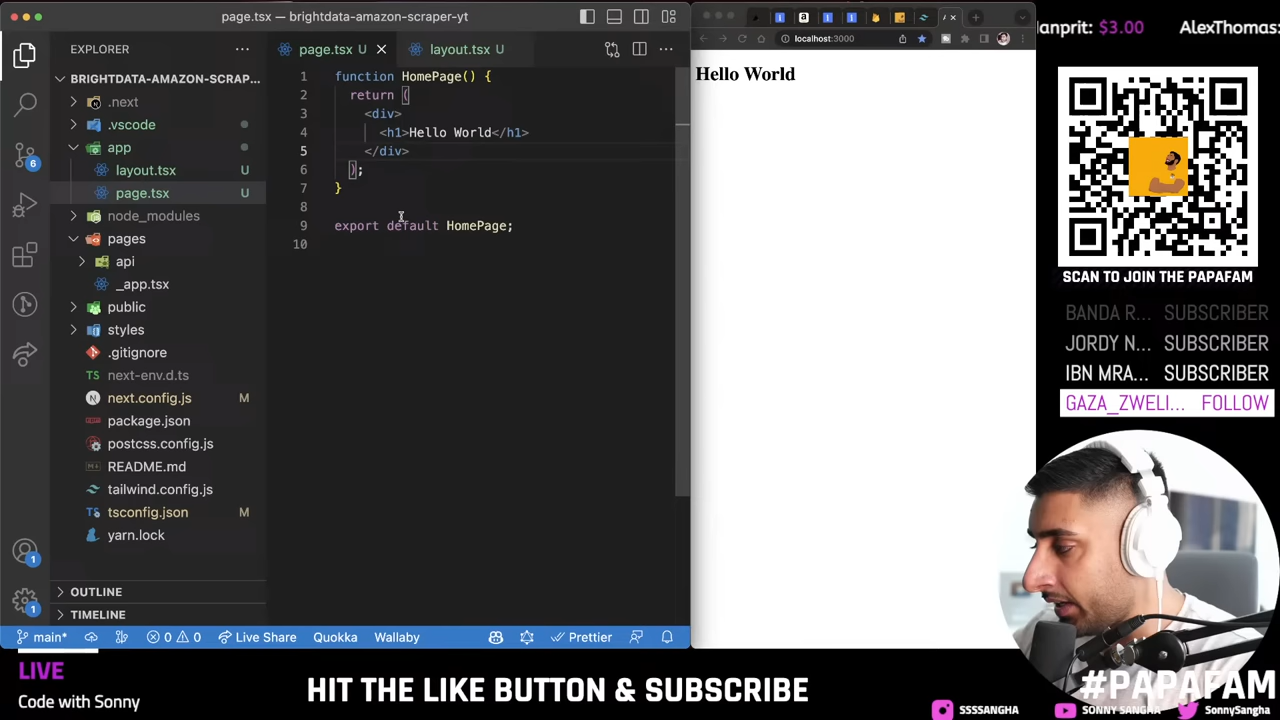 page.tsx — brightdata-amazon-scraper-yt
EXPLORER
page.tsx U
layout.tsx U
localhost:3000
BRIGHTDATA-AMAZON-SCRAP...
.next
.vscode
app
layout.tsx U
page.tsx U
node_modules
pages
api
_app.tsx
public
styles
.gitignore
TS next-env.d.ts
N next.config.js M
package.json
postcss.config.js
README.md
tailwind.config.js
TS tsconfig.json M
yarn.lock
OUTLINE
TIMELINE
6
1
1
1 function HomePage() {
2 return (
3 <div>
4 <h1>Hello World</h1>
5 </div>
6 );
7 }
8
9 export default HomePage;
10
Hello World
main*
0 0
Live Share
Quokka
Wallaby
Prettier
anprit: $3.00
AlexThomas:
SCAN TO JOIN THE PAPAFAM
BANDA R... SUBSCRIBER
JORDY N... SUBSCRIBER
IBN MRA... SUBSCRIBER
GAZA_ZWELI... FOLLOW
LIVE
Code with Sonny
HIT THE LIKE BUTTON & SUBSCRIBE
#PAPAFAM
SSSSANGHA
SONNY SANGHA
SonnySangha